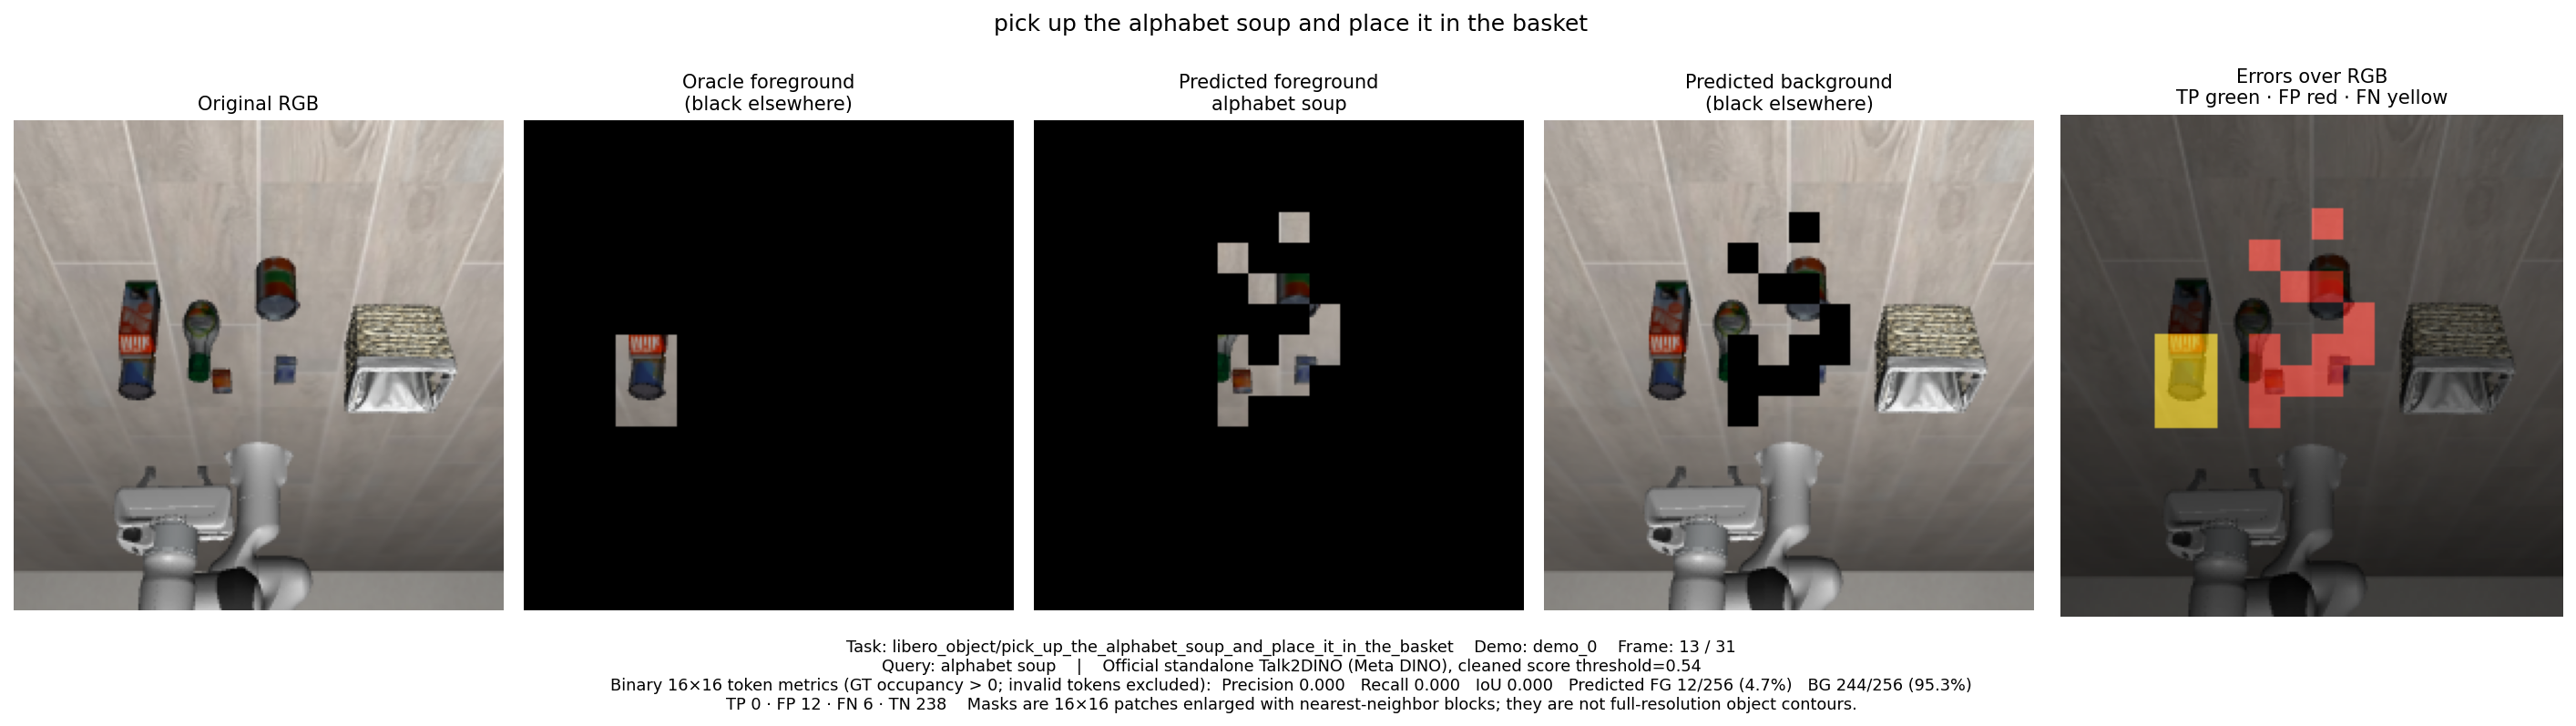 pick up the alphabet soup and place it in the basket
Original RGB
Oracle foreground
(black elsewhere)
Predicted foreground
alphabet soup
Predicted background
(black elsewhere)
Errors over RGB
TP green · FP red · FN yellow
Task: libero_object/pick_up_the_alphabet_soup_and_place_it_in_the_basket    Demo: demo_0    Frame: 13 / 31
Query: alphabet soup    |    Official standalone Talk2DINO (Meta DINO), cleaned score threshold=0.54
Binary 16×16 token metrics (GT occupancy > 0; invalid tokens excluded):  Precision 0.000   Recall 0.000   IoU 0.000   Predicted FG 12/256 (4.7%)   BG 244/256 (95.3%)
TP 0 · FP 12 · FN 6 · TN 238    Masks are 16×16 patches enlarged with nearest-neighbor blocks; they are not full-resolution object contours.